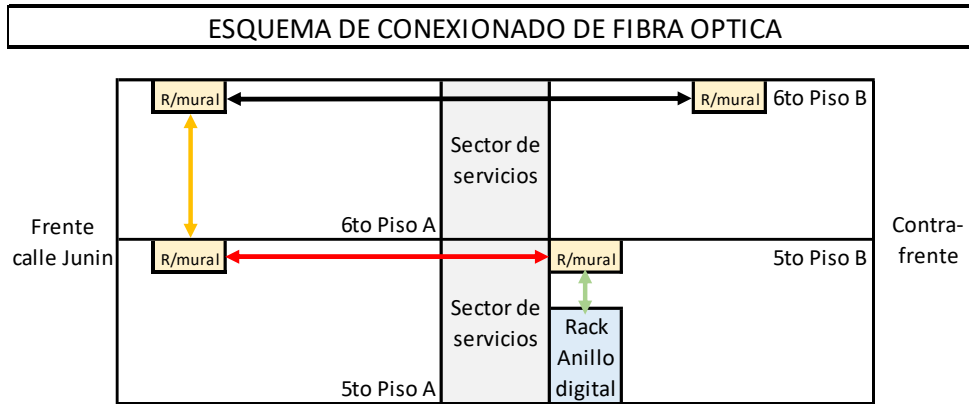 ESQUEMA DE CONEXIONADO DE FIBRA OPTICA
R/mural
R/mural
6to Piso B
Sector de
servicios
6to Piso A
Frente
calle Junin
Contra-
frente
R/mural
R/mural
5to Piso B
Sector de
servicios
Rack
Anillo
digital
5to Piso A